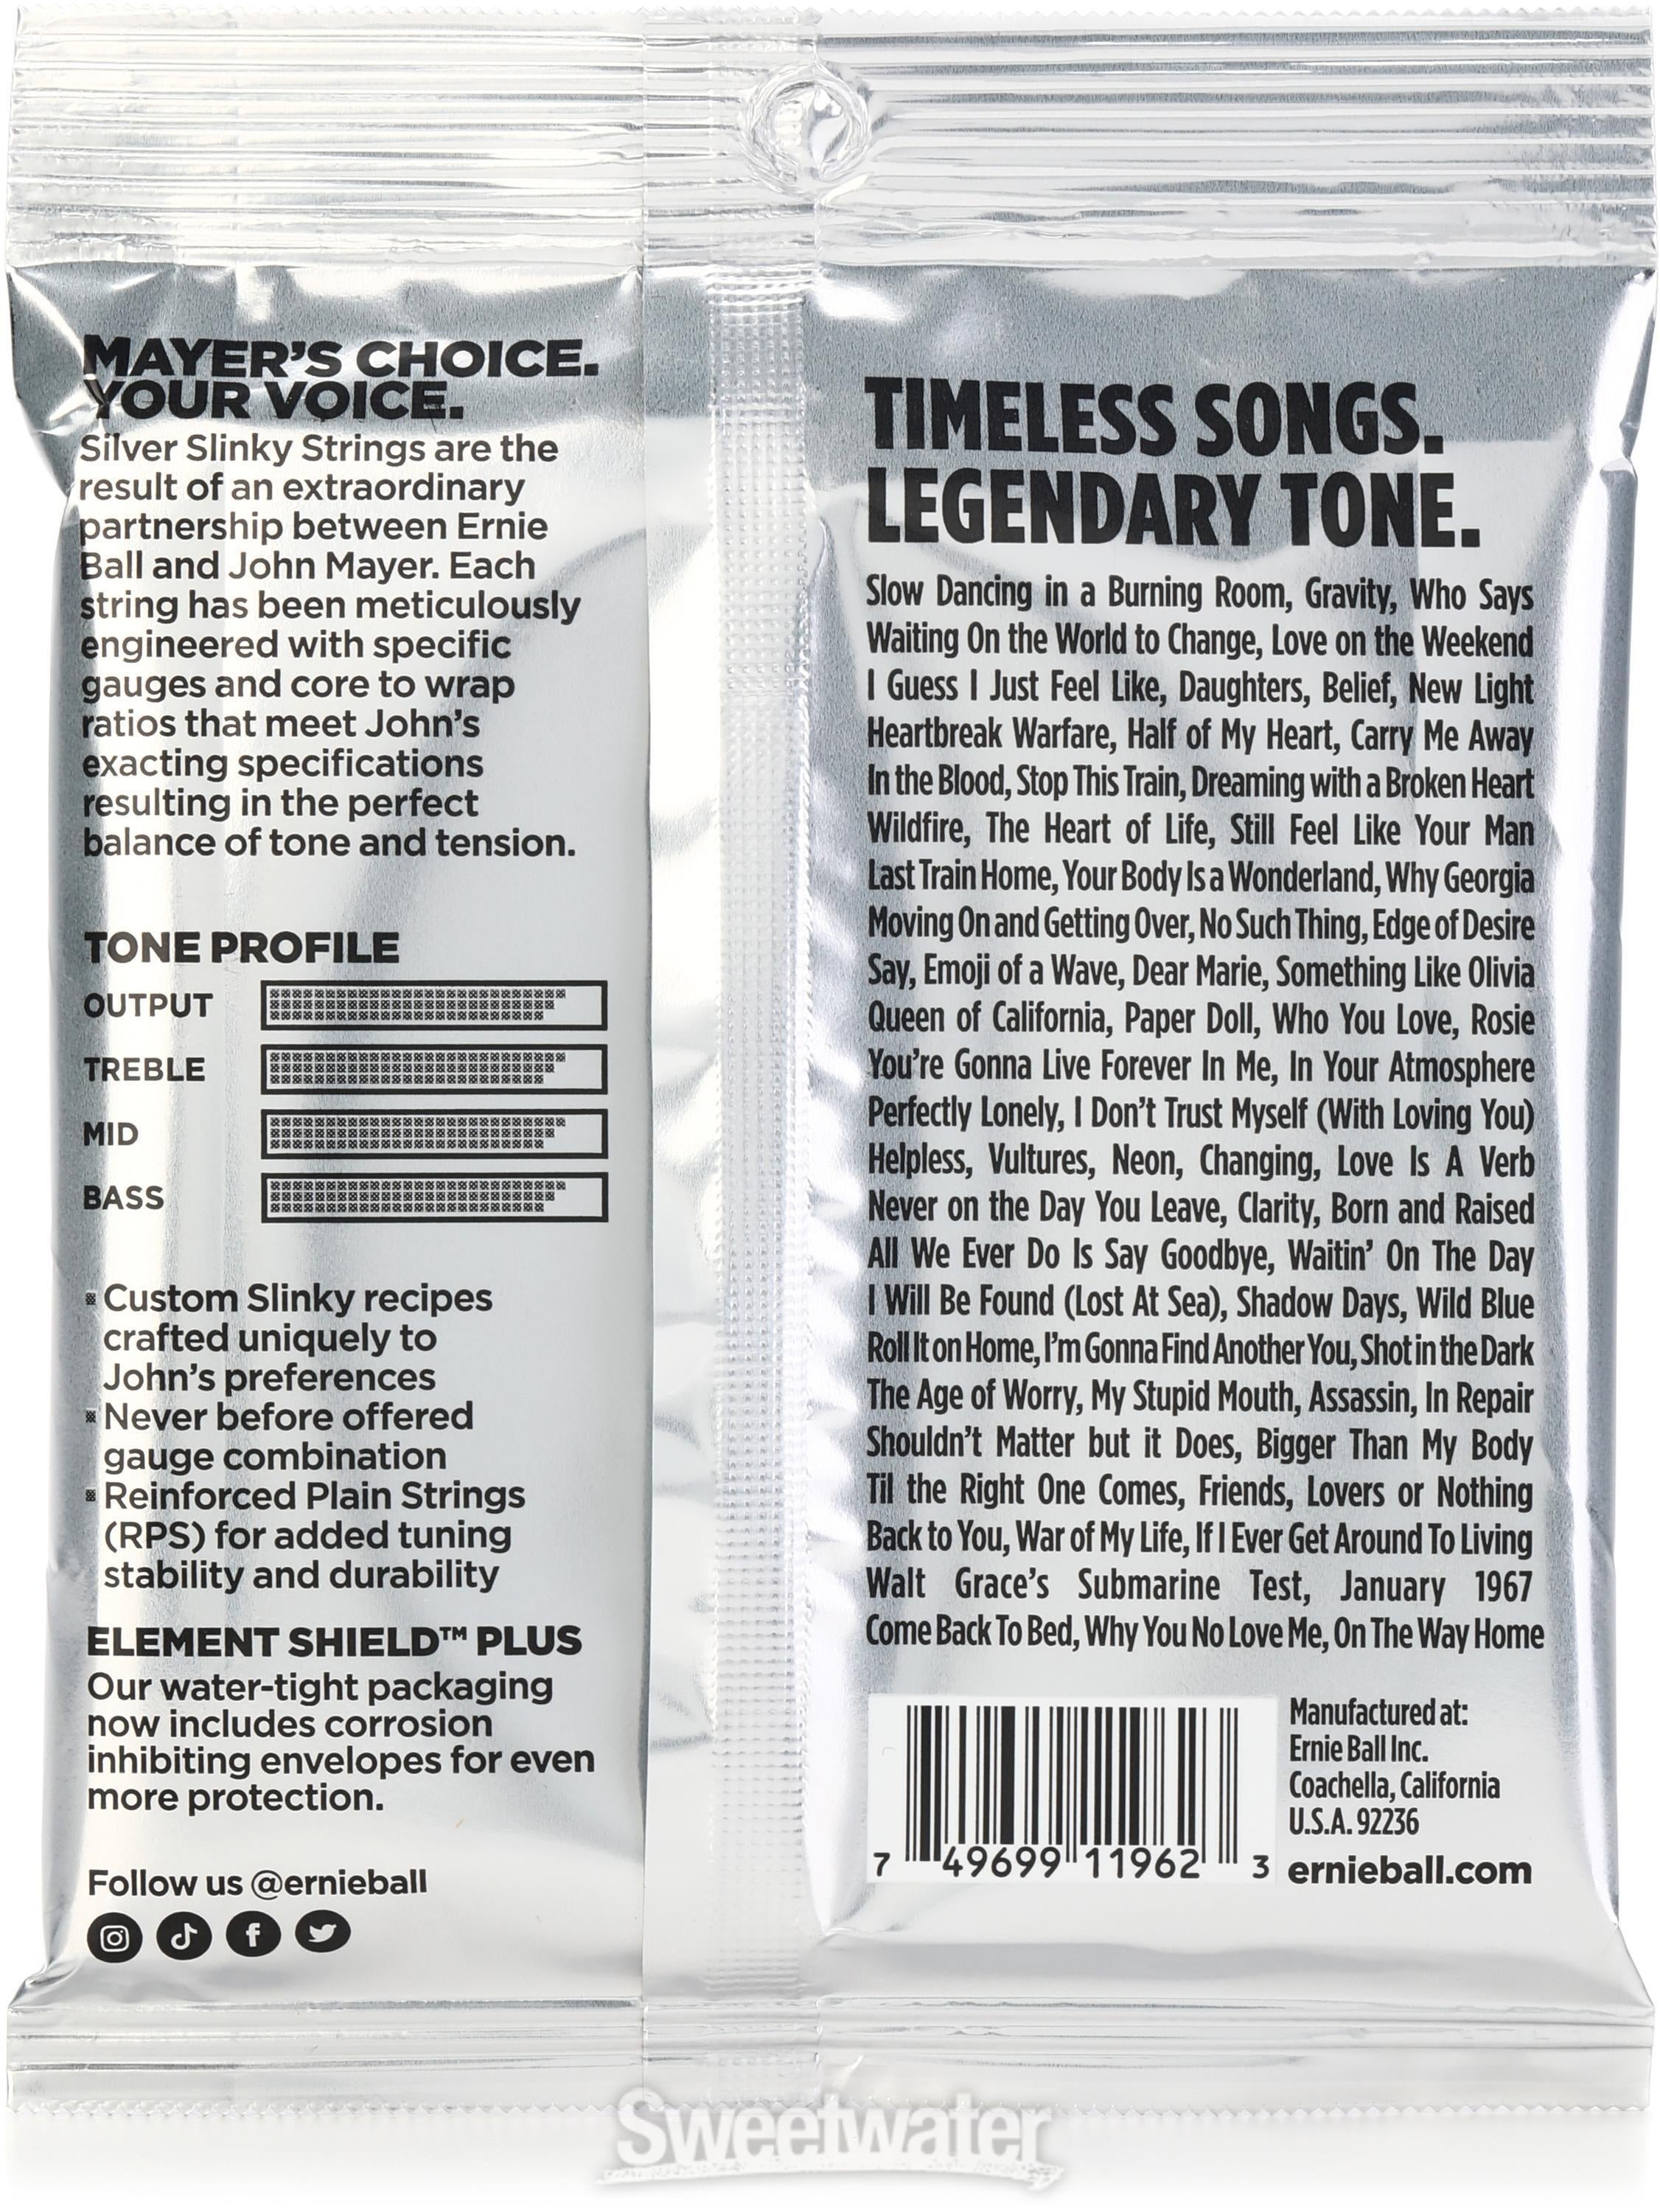 MAYER'S CHOICE.
YOUR VOICE.
Silver Slinky Strings are the
result of an extraordinary
partnership between Ernie
Ball and John Mayer. Each
string has been meticulously
engineered with specific
gauges and core to wrap
ratios that meet John's
exacting specifications
resulting in the perfect
balance of tone and tension.
TONE PROFILE
OUTPUT
TREBLE
MID
BASS
Custom Slinky recipes
crafted uniquely to
John's preferences
Never before offered
gauge combination
Reinforced Plain Strings
(RPS) for added tuning
stability and durability
ELEMENT SHIELD™ PLUS
Our water-tight packaging
now includes corrosion
inhibiting envelopes for even
more protection.
Follow us @ernieball
TIMELESS SONGS.
LEGENDARY TONE.
Slow Dancing in a Burning Room, Gravity, Who Says
Waiting On the World to Change, Love on the Weekend
I Guess I Just Feel Like, Daughters, Belief, New Light
Heartbreak Warfare, Half of My Heart, Carry Me Away
In the Blood, Stop This Train, Dreaming with a Broken Heart
Wildfire, The Heart of Life, Still Feel Like Your Man
Last Train Home, Your Body Is a Wonderland, Why Georgia
Moving On and Getting Over, No Such Thing, Edge of Desire
Say, Emoji of a Wave, Dear Marie, Something Like Olivia
Queen of California, Paper Doll, Who You Love, Rosie
You're Gonna Live Forever In Me, In Your Atmosphere
Perfectly Lonely, I Don't Trust Myself (With Loving You)
Helpless, Vultures, Neon, Changing, Love Is A Verb
Never on the Day You Leave, Clarity, Born and Raised
All We Ever Do Is Say Goodbye, Waitin' On The Day
I Will Be Found (Lost At Sea), Shadow Days, Wild Blue
Roll It on Home, I'm Gonna Find Another You, Shot in the Dark
The Age of Worry, My Stupid Mouth, Assassin, In Repair
Shouldn't Matter but it Does, Bigger Than My Body
Til the Right One Comes, Friends, Lovers or Nothing
Back to You, War of My Life, If I Ever Get Around To Living
Walt Grace's Submarine Test, January 1967
Come Back To Bed, Why You No Love Me, On The Way Home
7 49699 11962 3
Manufactured at:
Ernie Ball Inc.
Coachella, California
U.S.A. 92236
ernieball.com
Sweetwater